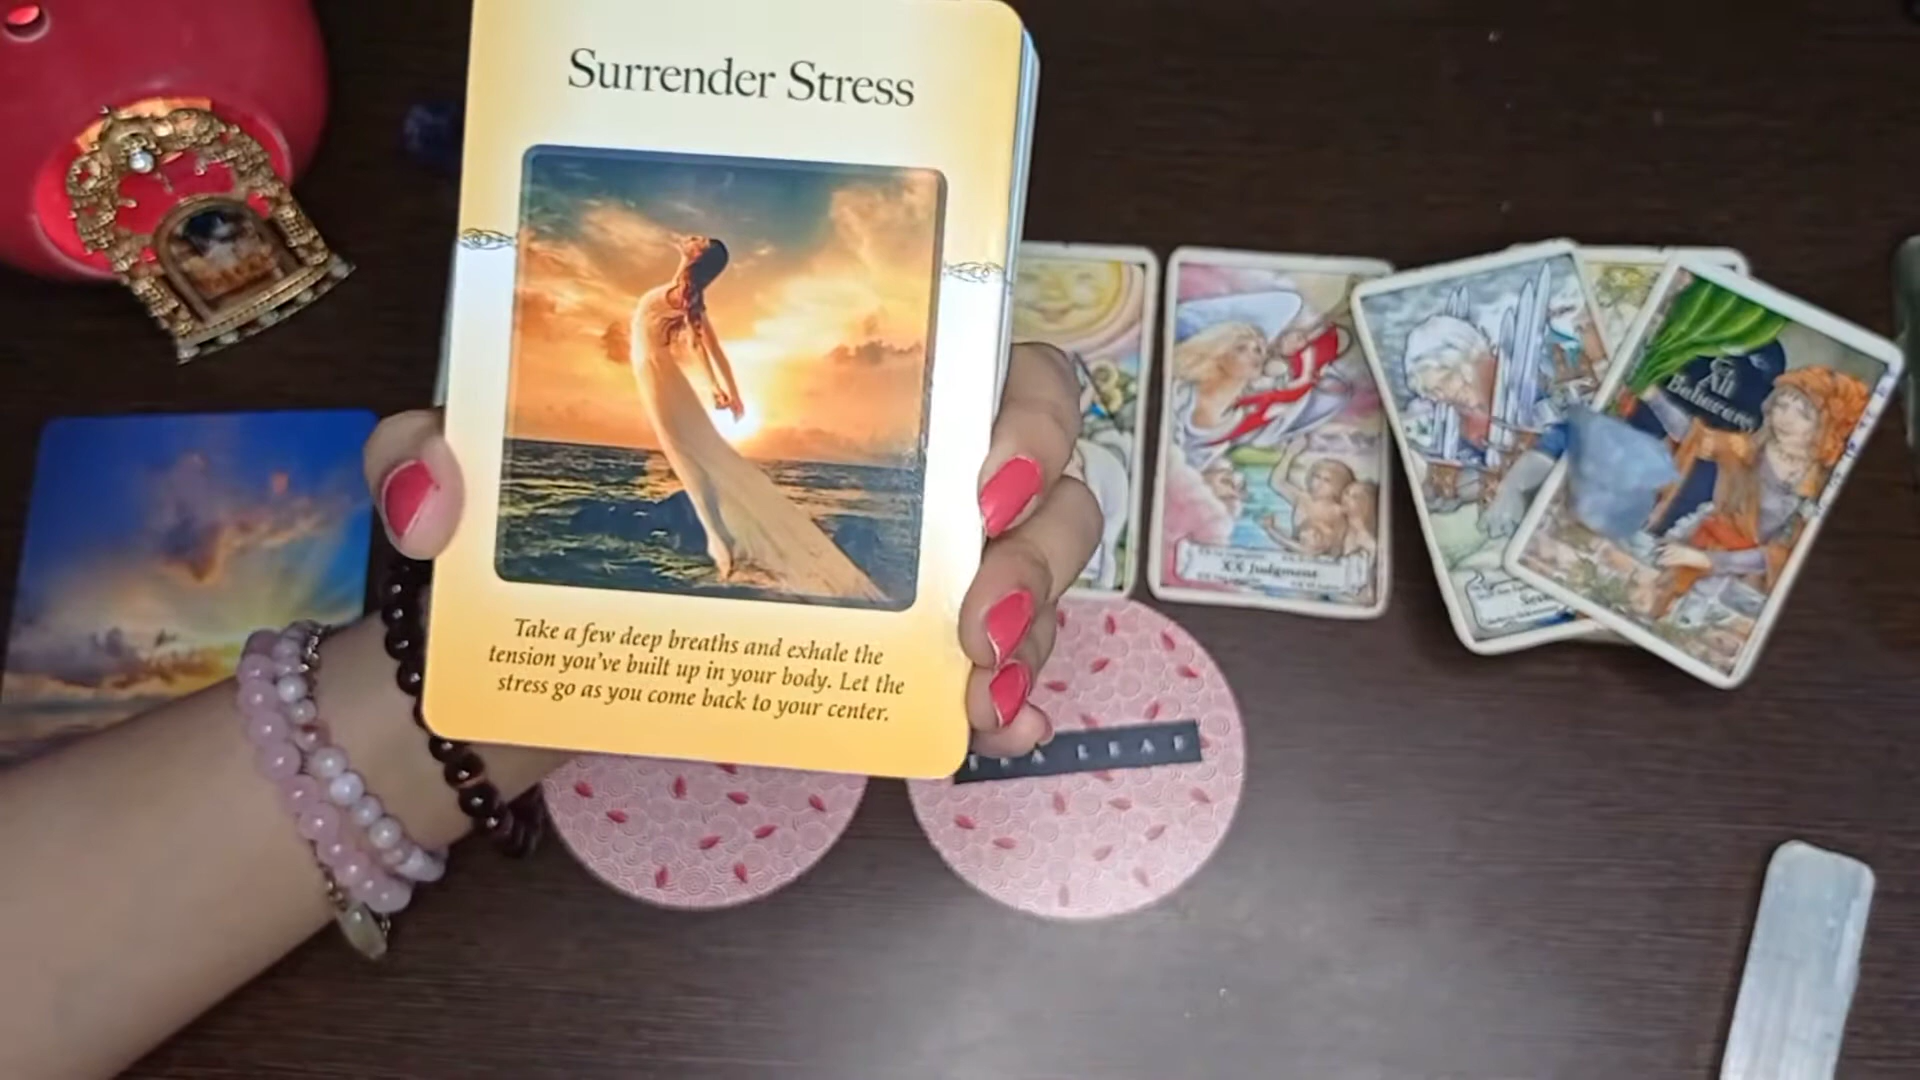 Surrender Stress
Take a few deep breaths and exhale the
tension you've built up in your body. Let the
stress go as you come back to your center.
XX Judgment
LEAF